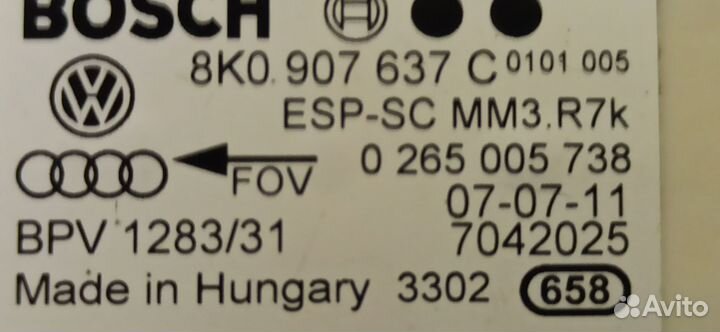 BOSCH
8K0.907 637 C 0101 005
ESP-SC MM3.R7k
FOV 0 265 005 738
07-07-11
BPV 1283/31 7042025
Made in Hungary 3302 658
Avito